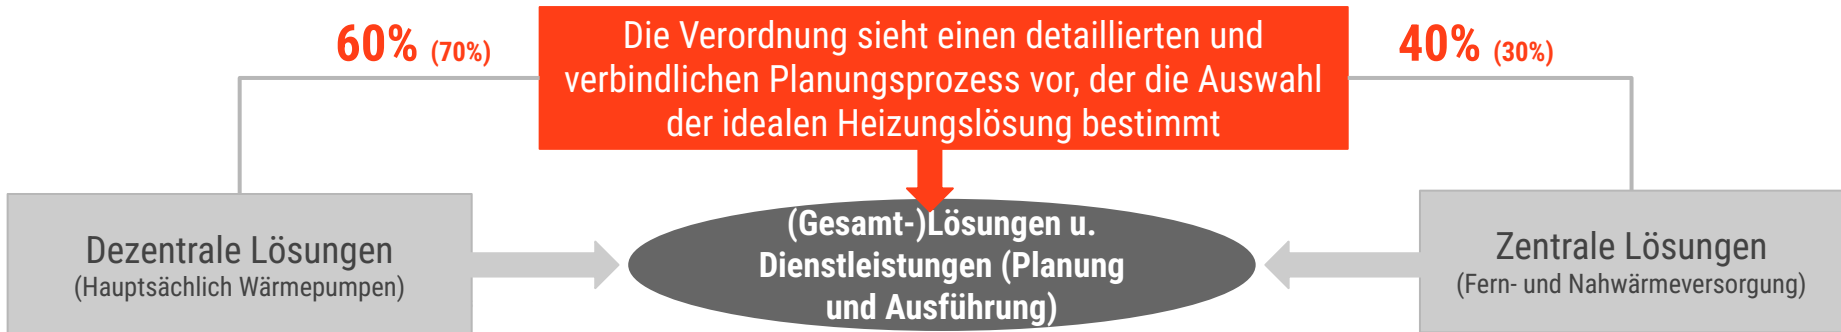 60% (70%)
Die Verordnung sieht einen detaillierten und
verbindlichen Planungsprozess vor, der die Auswahl
der idealen Heizungslösung bestimmt
40% (30%)
Dezentrale Lösungen
(Hauptsächlich Wärmepumpen)
(Gesamt-)Lösungen u.
Dienstleistungen (Planung
und Ausführung)
Zentrale Lösungen
(Fern- und Nahwärmeversorgung)